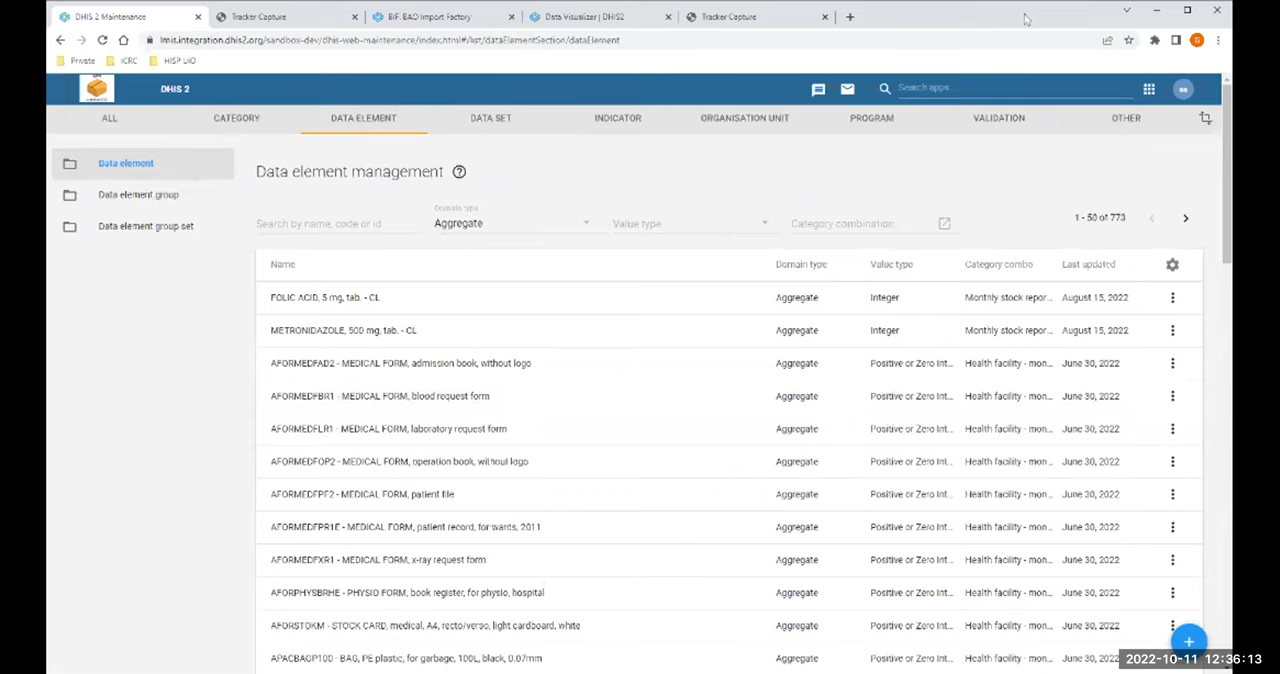 DHIS 2 Maintenance
Tracker Capture
BIF, BAO Import Factory
Data Visualizer | DHIS2
Tracker Capture
lmis.integration.dhis2.org/sandbox-dev/dhis-web-maintenance/index.html#/list/dataElementSection/dataElement
Private ICRC HISP UiO
DHIS 2
Search apps
ALL CATEGORY DATA ELEMENT DATA SET INDICATOR ORGANISATION UNIT PROGRAM VALIDATION OTHER
Data element
Data element group
Data element group set
Data element management
Search by name, code or id
Domain type
Aggregate
Value type
Category combination
1 - 50 of 773
Name Domain type Value type Category combo Last updated
FOLIC ACID, 5 mg, tab. - CL Aggregate Integer Monthly stock repor... August 15, 2022
METRONIDAZOLE, 500 mg, tab. - CL Aggregate Integer Monthly stock repor... August 15, 2022
AFORMEDFAD2 - MEDICAL FORM, admission book, without logo Aggregate Positive or Zero Int... Health facility - mon... June 30, 2022
AFORMEDFBR1 - MEDICAL FORM, blood request form Aggregate Positive or Zero Int... Health facility - mon... June 30, 2022
AFORMEDFLR1 - MEDICAL FORM, laboratory request form Aggregate Positive or Zero Int... Health facility - mon... June 30, 2022
AFORMEDFOP2 - MEDICAL FORM, operation book, without logo Aggregate Positive or Zero Int... Health facility - mon... June 30, 2022
AFORMEDFPF2 - MEDICAL FORM, patient file Aggregate Positive or Zero Int... Health facility - mon... June 30, 2022
AFORMEDFPR1E - MEDICAL FORM, patient record, for wards, 2011 Aggregate Positive or Zero Int... Health facility - mon... June 30, 2022
AFORMEDFXR1 - MEDICAL FORM, x-ray request form Aggregate Positive or Zero Int... Health facility - mon... June 30, 2022
AFORPHYSBRHE - PHYSIO FORM, book register, for physio, hospital Aggregate Positive or Zero Int... Health facility - mon... June 30, 2022
AFORSTOKM - STOCK CARD, medical, A4, recto/verso, light cardboard, white Aggregate Positive or Zero Int... Health facility - mon... June 30, 2022
APACBAGP100 - BAG, PE plastic, for garbage, 100L, black, 0.07mm Aggregate Positive or Zero Int... Health facility - mon... June 30, 2022
2022-10-11 12:36:13